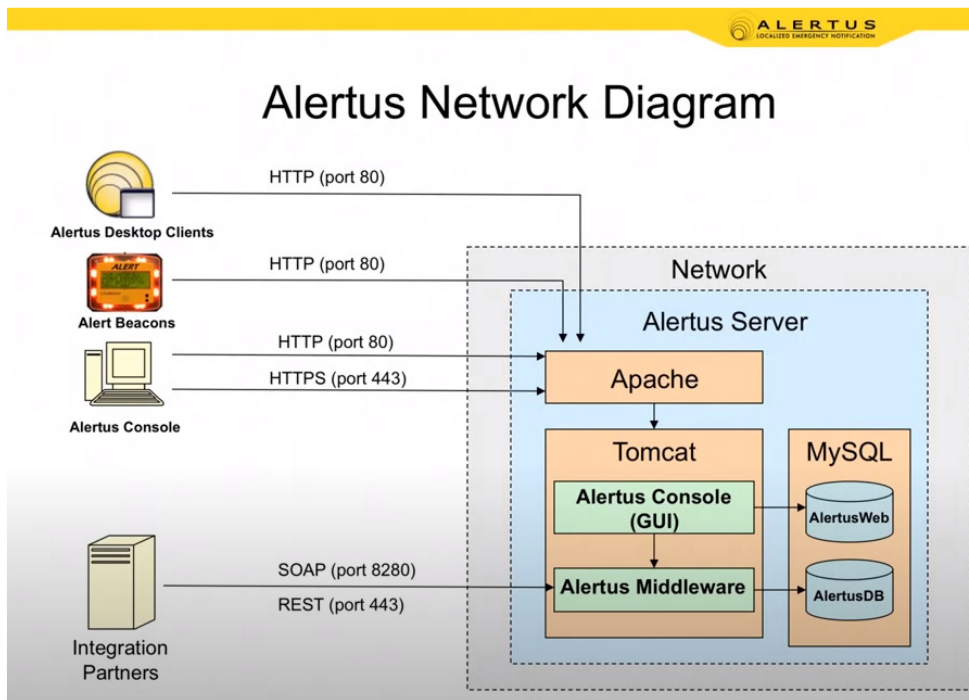 ALERTUS
LOCALIZED EMERGENCY NOTIFICATION
Alertus Network Diagram
HTTP (port 80)
Alertus Desktop Clients
ALERT
HTTP (port 80)
Alert Beacons
HTTP (port 80)
HTTPS (port 443)
Alertus Console
Network
Alertus Server
Apache
Tomcat
MySQL
Alertus Console
(GUI)
AlertusWeb
Alertus Middleware
AlertusDB
SOAP (port 8280)
REST (port 443)
Integration
Partners